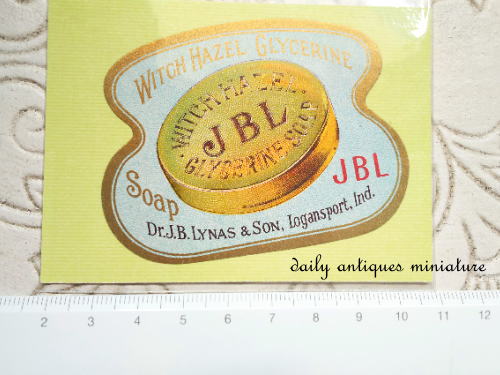 WITCH HAZEL GLYCERINE
WITCH HAZEL
JBL
GLYCERINE SOAP
Soap
JBL
Dr. J.B. LYNAS & SON, Logansport, Ind.
daily antiques miniature
2 3 4 5 6 7 8 9 10 11 12